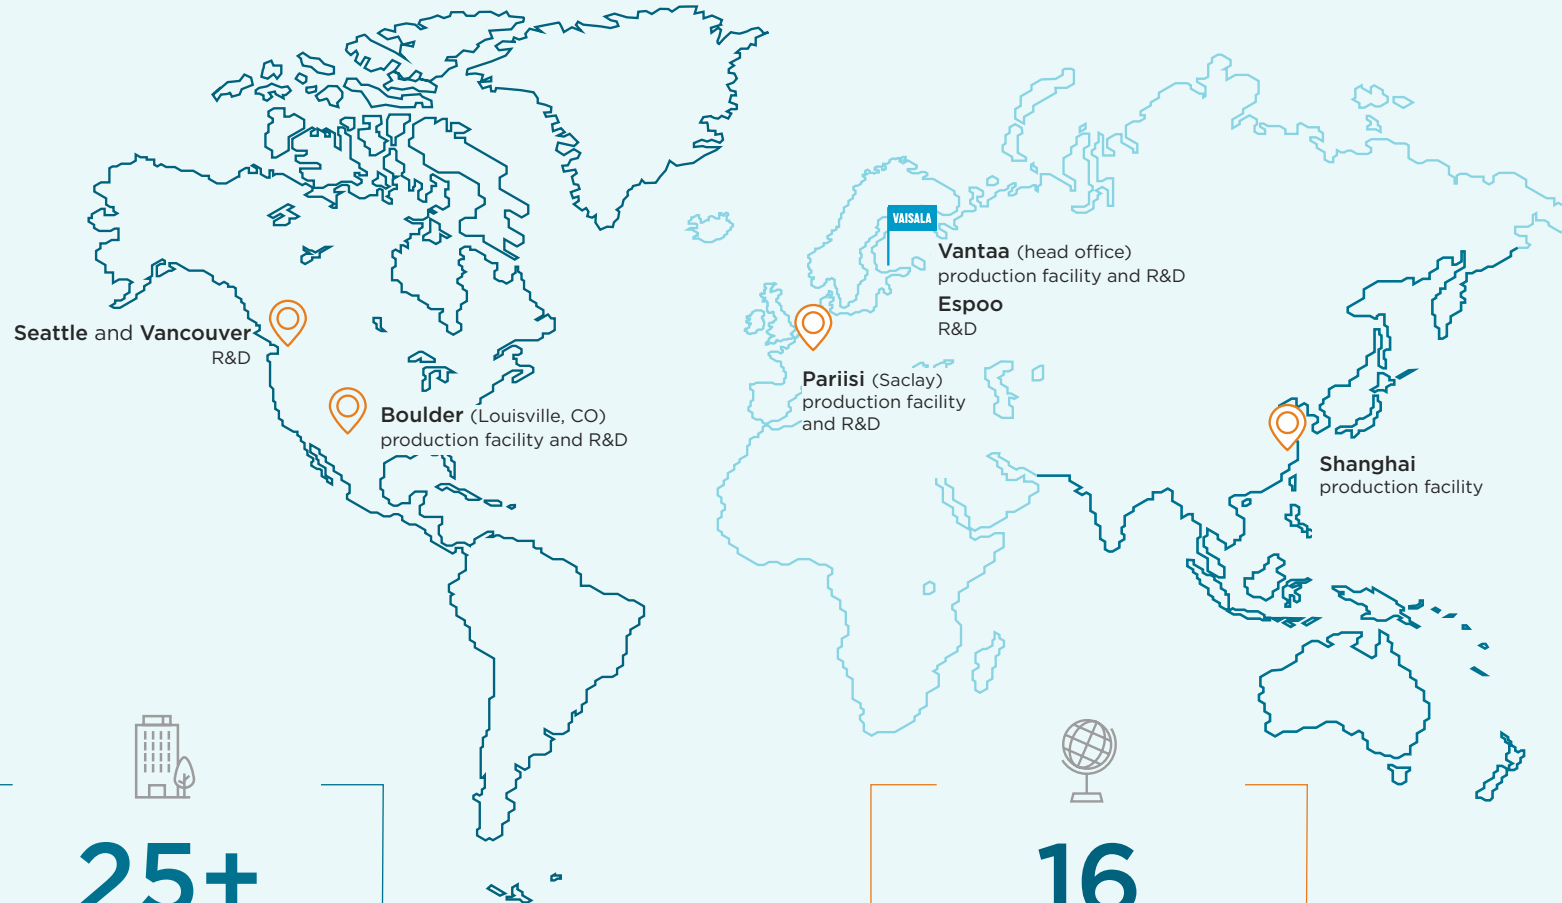 VAISALA
Vantaa (head office)
production facility and R&D
Espoo
R&D
Seattle and Vancouver
R&D
Pariisi (Saclay)
production facility
and R&D
Boulder (Louisville, CO)
production facility and R&D
Shanghai
production facility
25+
16